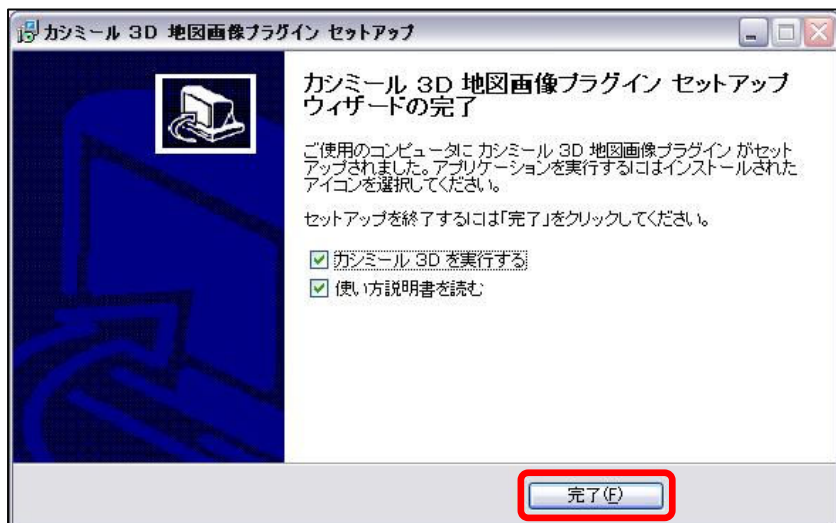 カシミール 3D 地図画像プラグイン セットアップ
カシミール 3D 地図画像プラグイン セットアップ
ウィザードの完了
ご使用のコンピュータに カシミール 3D 地図画像プラグイン がセット
アップされました。アプリケーションを実行するにはインストールされた
アイコンを選択してください。
セットアップを終了するには「完了」をクリックしてください。
カシミール 3D を実行する
使い方説明書を読む
完了(F)